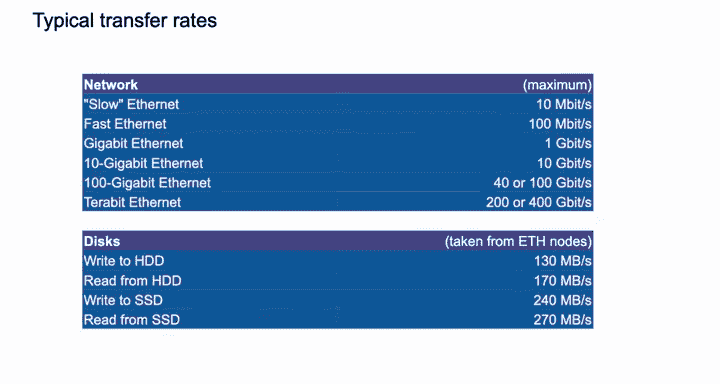 Typical transfer rates
Network (maximum)
"Slow" Ethernet 10 Mbit/s
Fast Ethernet 100 Mbit/s
Gigabit Ethernet 1 Gbit/s
10-Gigabit Ethernet 10 Gbit/s
100-Gigabit Ethernet 40 or 100 Gbit/s
Terabit Ethernet 200 or 400 Gbit/s
Disks (taken from ETH nodes)
Write to HDD 130 MB/s
Read from HDD 170 MB/s
Write to SSD 240 MB/s
Read from SSD 270 MB/s